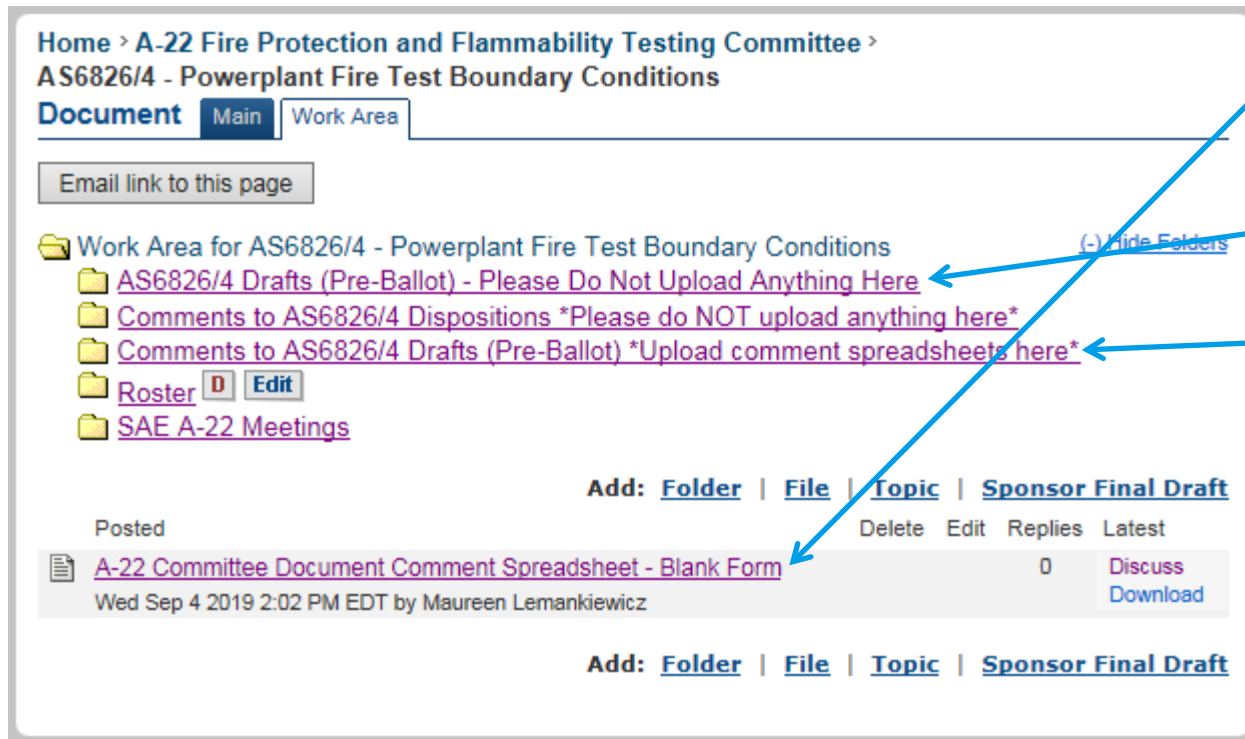 Home > A-22 Fire Protection and Flammability Testing Committee >
AS6826/4 - Powerplant Fire Test Boundary Conditions
Document Main Work Area
Email link to this page
Work Area for AS6826/4 - Powerplant Fire Test Boundary Conditions (-) Hide Folders
AS6826/4 Drafts (Pre-Ballot) - Please Do Not Upload Anything Here
Comments to AS6826/4 Dispositions *Please do NOT upload anything here*
Comments to AS6826/4 Drafts (Pre-Ballot) *Upload comment spreadsheets here*
Roster D Edit
SAE A-22 Meetings
Add: Folder | File | Topic | Sponsor Final Draft
Posted Delete Edit Replies Latest
A-22 Committee Document Comment Spreadsheet - Blank Form 0 Discuss
Wed Sep 4 2019 2:02 PM EDT by Maureen Lemankiewicz Download
Add: Folder | File | Topic | Sponsor Final Draft